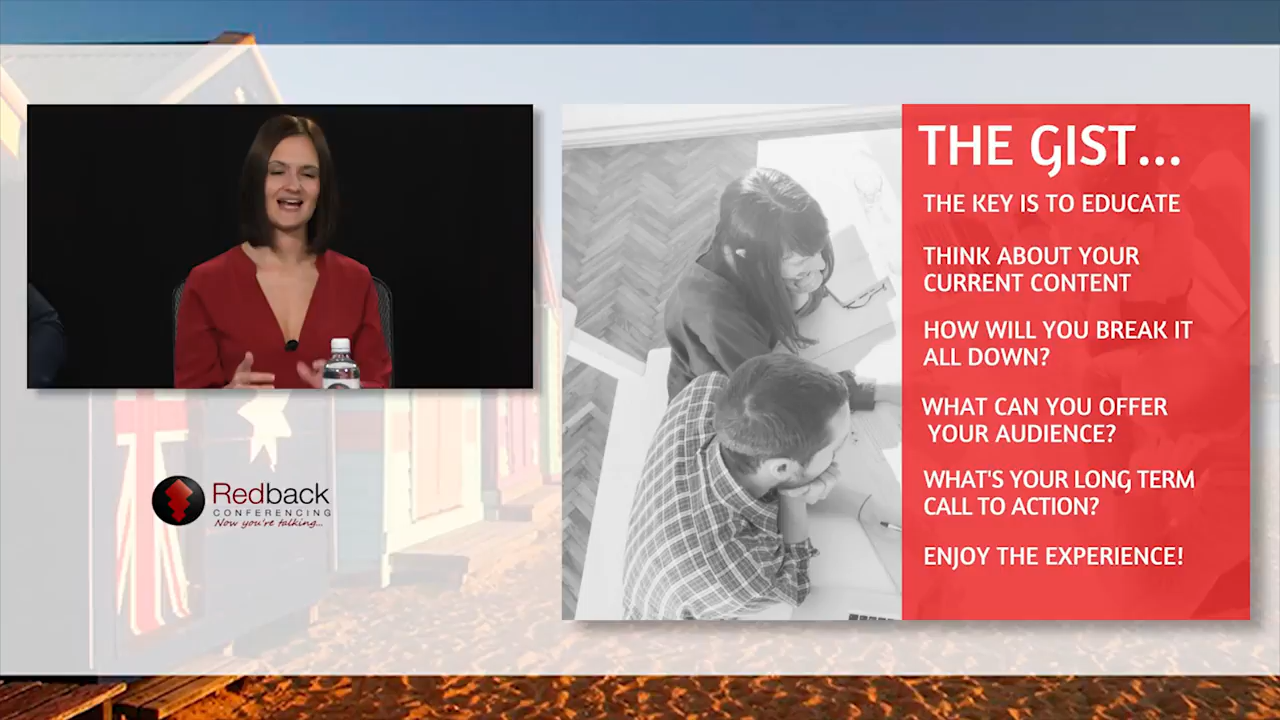 Redback
CONFERENCING
Now you're talking...
THE GIST...
THE KEY IS TO EDUCATE
THINK ABOUT YOUR
CURRENT CONTENT
HOW WILL YOU BREAK IT
ALL DOWN?
WHAT CAN YOU OFFER
YOUR AUDIENCE?
WHAT'S YOUR LONG TERM
CALL TO ACTION?
ENJOY THE EXPERIENCE!